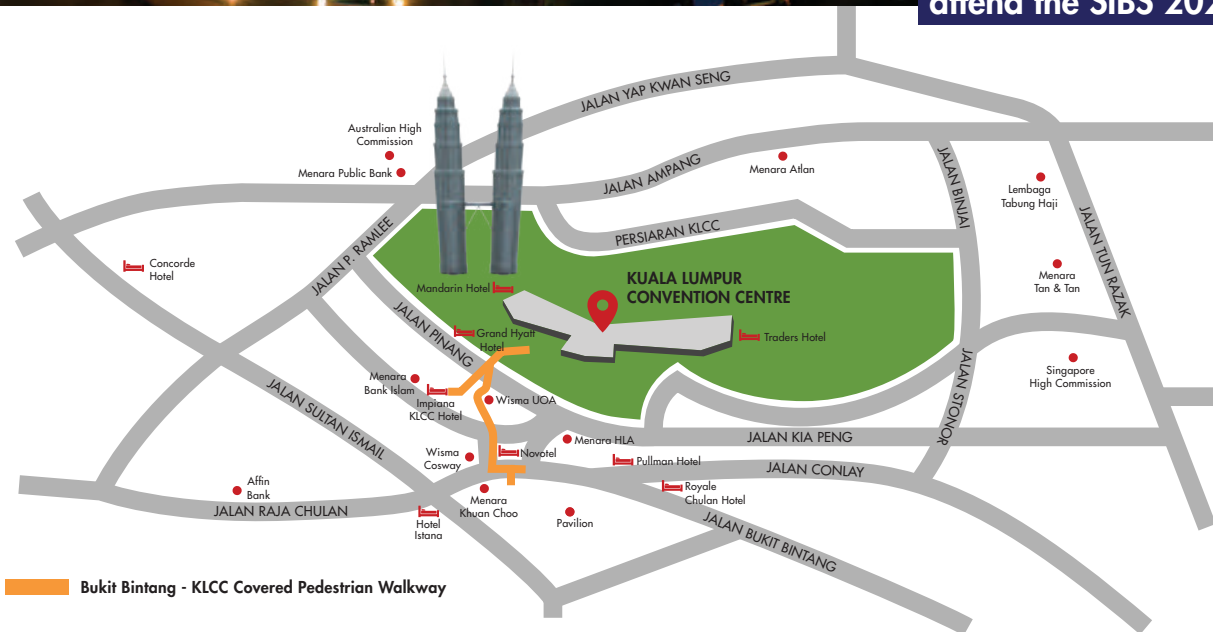 attend the SIBS 202
JALAN YAP KWAN SENG
Australian High
Commission
Menara Public Bank
JALAN AMPANG
Menara Atlan
JALAN BINJAI
Lembaga
Tabung Haji
JALAN TUN RAZAK
PERSIARAN KLCC
JALAN P. RAMLEE
Concorde
Hotel
Mandarin Hotel
KUALA LUMPUR
CONVENTION CENTRE
Menara
Tan & Tan
JALAN PINANG
Grand Hyatt
Hotel
Traders Hotel
Singapore
High Commission
Menara
Bank Islam
Impiana
KLCC Hotel
Wisma UOA
JALAN STONOR
JALAN SULTAN ISMAIL
Menara HLA
JALAN KIA PENG
Wisma
Cosway
Novotel
Pullman Hotel
JALAN CONLAY
Affin
Bank
JALAN RAJA CHULAN
Menara
Khuan Choo
Royale
Chulan Hotel
Hotel
Istana
Pavilion
JALAN BUKIT BINTANG
Bukit Bintang - KLCC Covered Pedestrian Walkway